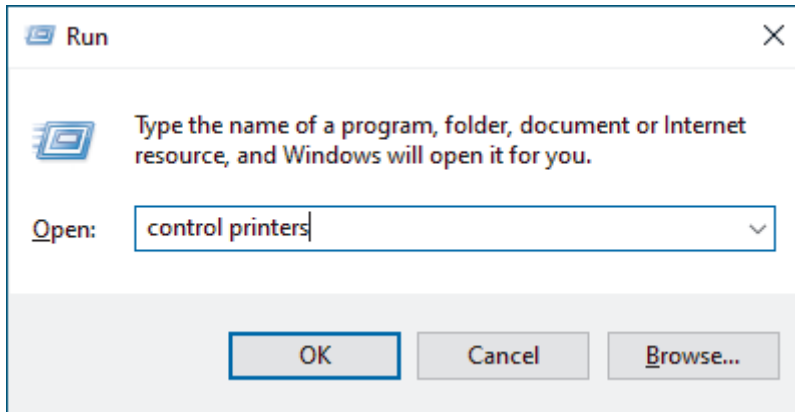 Run
Type the name of a program, folder, document or Internet
resource, and Windows will open it for you.
Open: control printers
OK Cancel Browse...